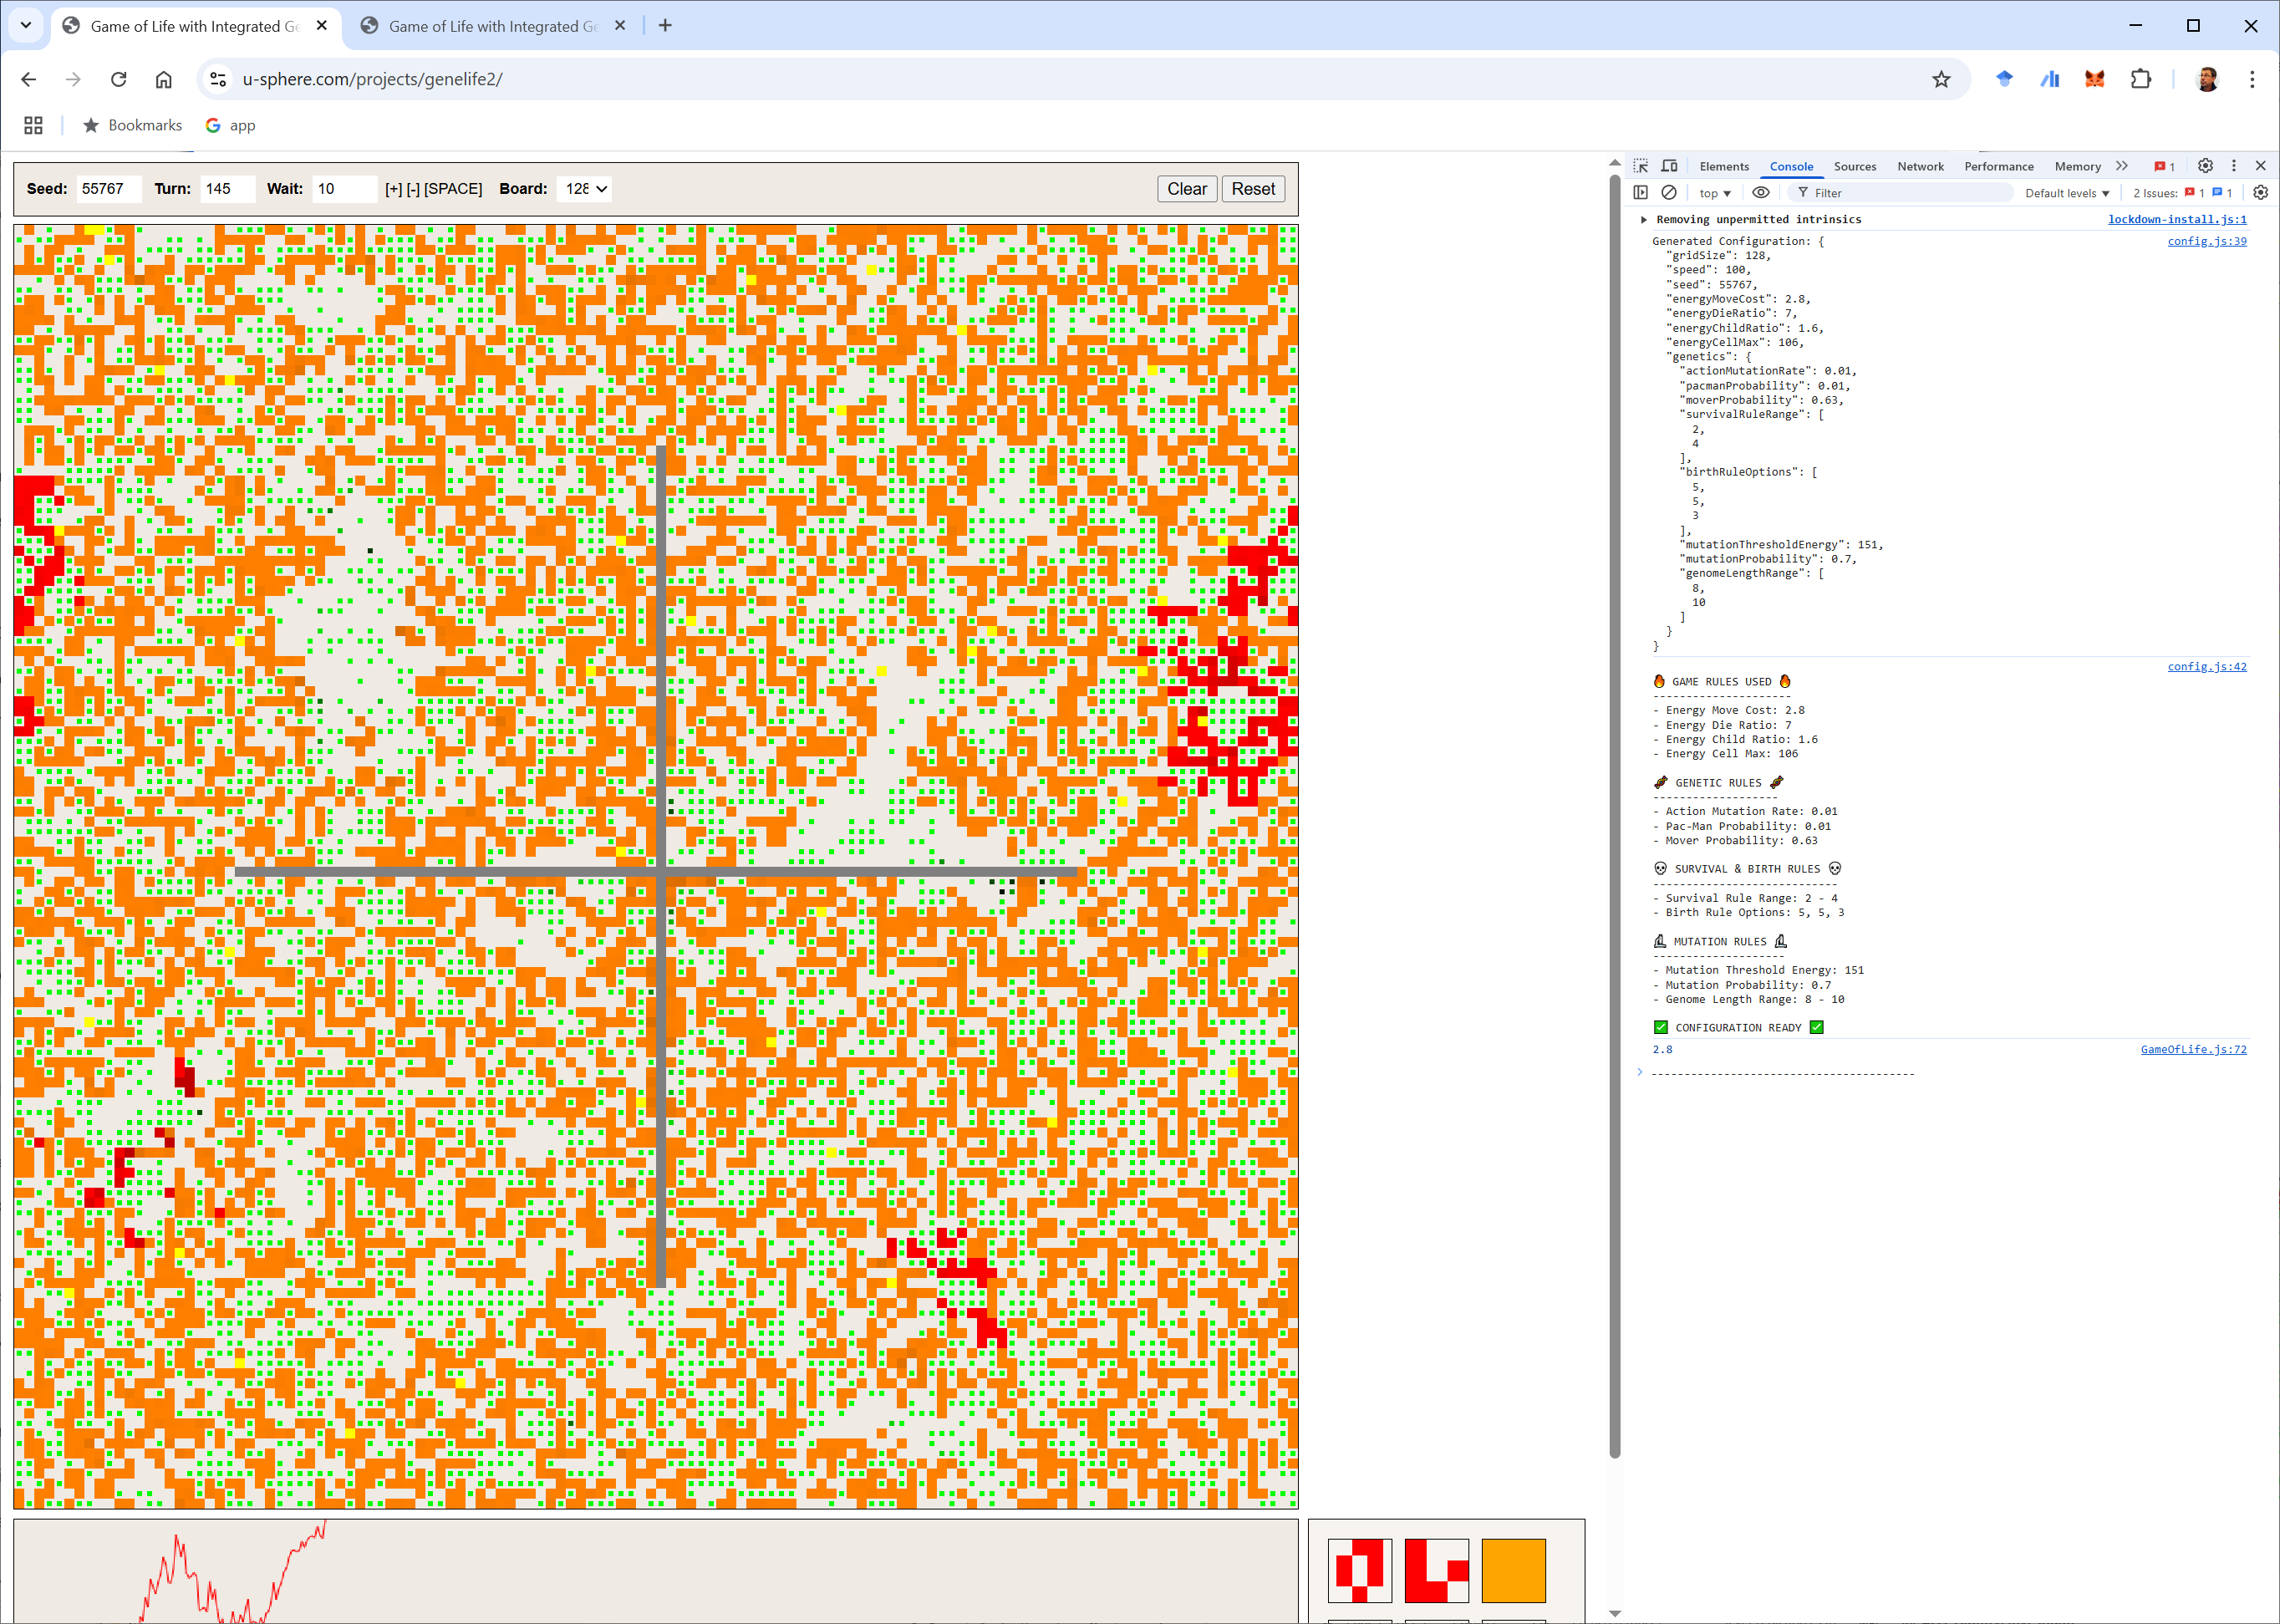 Game of Life with Integrated Ge
Game of Life with Integrated Ge
u-sphere.com/projects/genelife2/
Bookmarks
app
Seed: 55767 Turn: 145 Wait: 10 [+] [-] [SPACE] Board: 128 Clear Reset
Elements Console Sources Network Performance Memory 1
top Filter Default levels 2 Issues: 1 1
Removing unpermitted intrinsics lockdown-install.js:1
Generated Configuration: { config.js:39
"gridSize": 128,
"speed": 100,
"seed": 55767,
"energyMoveCost": 2.8,
"energyDieRatio": 7,
"energyChildRatio": 1.6,
"energyCellMax": 106,
"genetics": {
"actionMutationRate": 0.01,
"pacmanProbability": 0.01,
"moverProbability": 0.63,
"survivalRuleRange": [
2,
4
],
"birthRuleOptions": [
5,
5,
3
],
"mutationThresholdEnergy": 151,
"mutationProbability": 0.7,
"genomeLengthRange": [
8,
10
]
}
}
config.js:42
🔥 GAME RULES USED 🔥
--------------------
- Energy Move Cost: 2.8
- Energy Die Ratio: 7
- Energy Child Ratio: 1.6
- Energy Cell Max: 106
GENETIC RULES
------------------
- Action Mutation Rate: 0.01
- Pac-Man Probability: 0.01
- Mover Probability: 0.63
💀 SURVIVAL & BIRTH RULES 💀
---------------------------
- Survival Rule Range: 2 - 4
- Birth Rule Options: 5, 5, 3
MUTATION RULES
-------------------
- Mutation Threshold Energy: 151
- Mutation Probability: 0.7
- Genome Length Range: 8 - 10
✅ CONFIGURATION READY ✅
2.8 GameOfLife.js:72
> ----------------------------------------